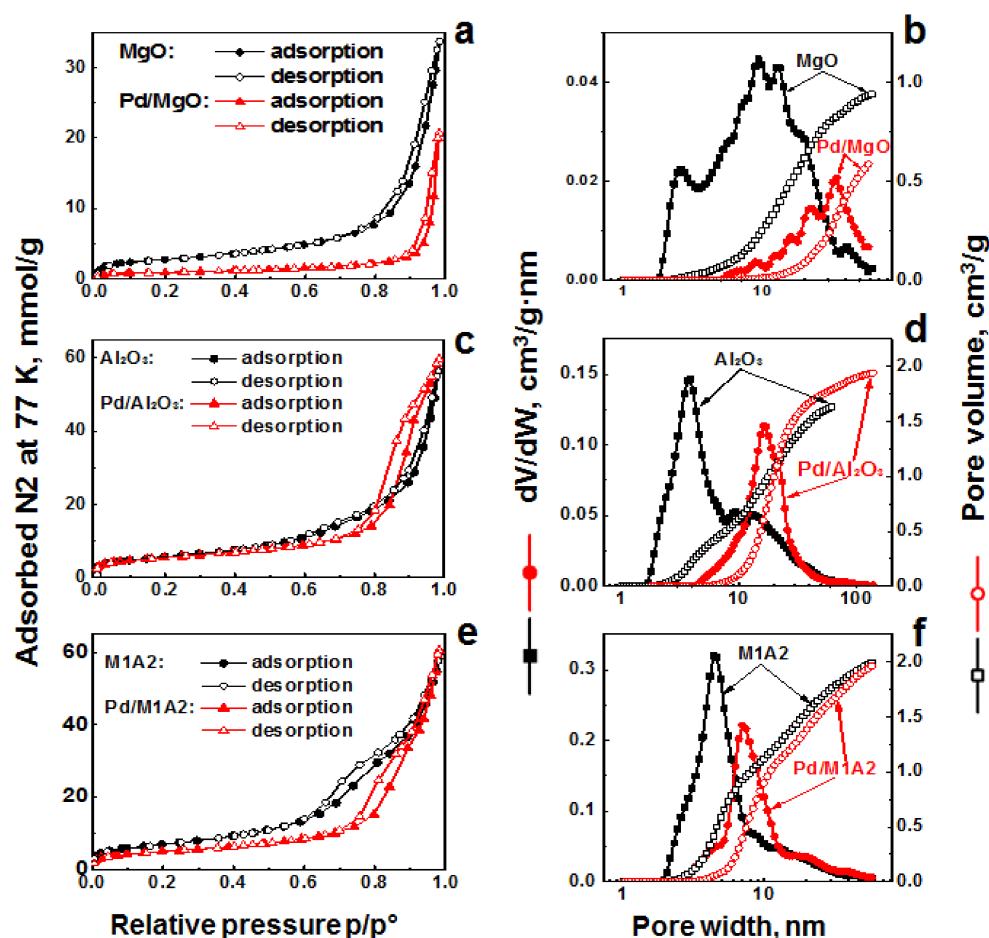 a
MgO:
adsorption
desorption
Pd/MgO:
adsorption
desorption
30
20
10
0
0.0 0.2 0.4 0.6 0.8 1.0
b
MgO
Pd/MgO
0.04
0.02
0.00
1.0
0.5
0.0
1 10
c
Al₂O₃:
adsorption
desorption
Pd/Al₂O₃:
adsorption
desorption
60
40
20
0
0.0 0.2 0.4 0.6 0.8 1.0
d
Al₂O₃
Pd/Al₂O₃
0.15
0.10
0.05
0.00
2.0
1.5
1.0
0.5
0.0
1 10 100
e
M1A2:
adsorption
desorption
Pd/M1A2:
adsorption
desorption
60
40
20
0
0.0 0.2 0.4 0.6 0.8 1.0
f
M1A2
Pd/M1A2
0.3
0.2
0.1
0.0
2.0
1.5
1.0
0.5
0.0
1 10
Adsorbed N2 at 77 K, mmol/g
dV/dW, cm³/g·nm
Pore volume, cm³/g
Relative pressure p/p°
Pore width, nm